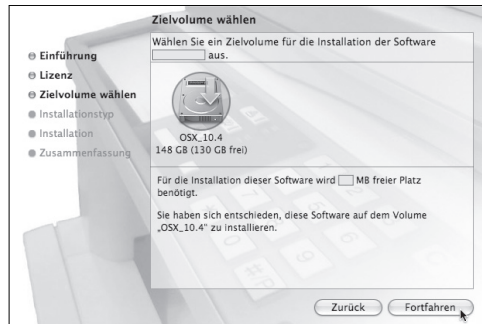 Zielvolume wählen
Wählen Sie ein Zielvolume für die Installation der Software
aus.
Einführung
Lizenz
Zielvolume wählen
Installationstyp
Installation
Zusammenfassung
OSX_10.4
148 GB (130 GB frei)
Für die Installation dieser Software wird MB freier Platz
benötigt.
Sie haben sich entschieden, diese Software auf dem Volume
„OSX_10.4" zu installieren.
Zurück
Fortfahren